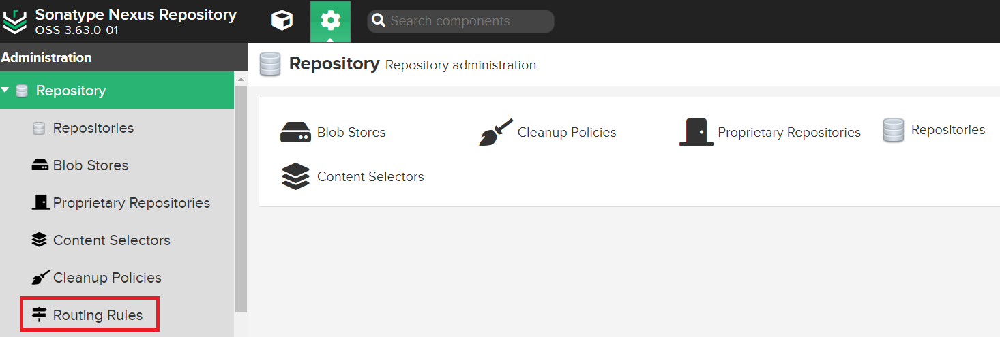 Sonatype Nexus Repository
OSS 3.63.0-01
Search components
Administration
Repository Repository administration
Repository
Repositories
Blob Stores
Proprietary Repositories
Content Selectors
Cleanup Policies
Routing Rules
Blob Stores Cleanup Policies Proprietary Repositories Repositories
Content Selectors